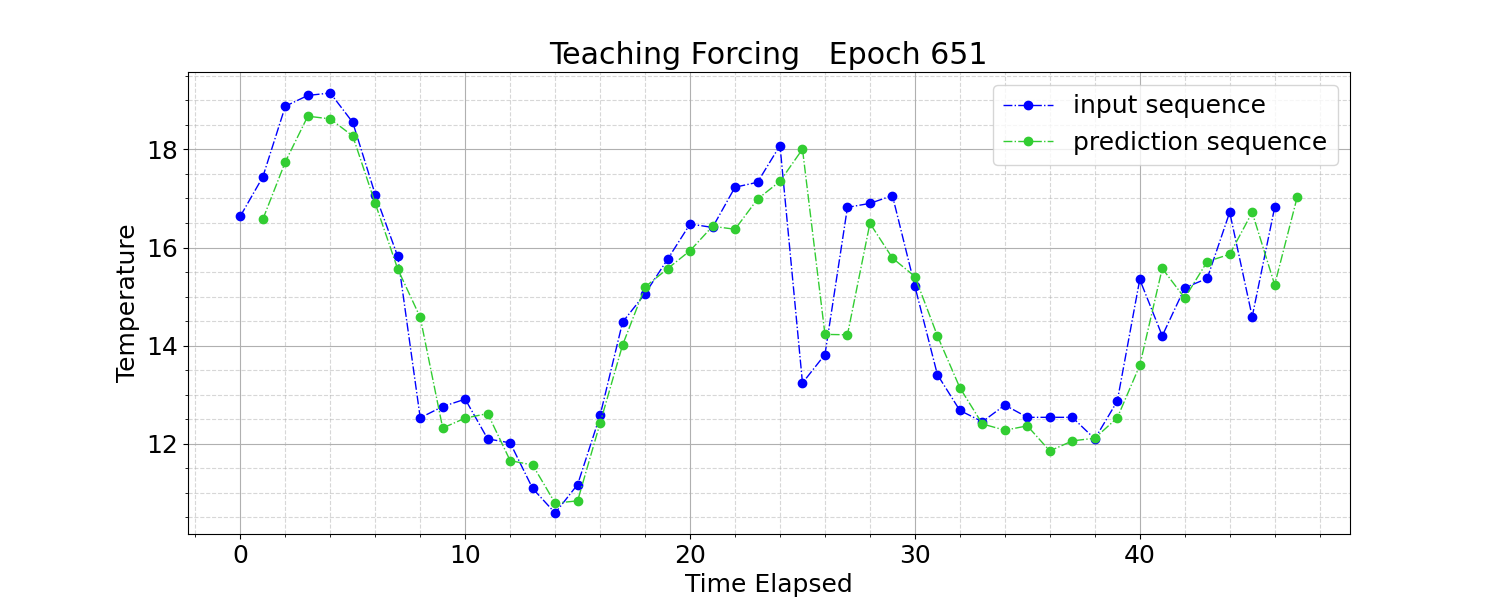 Teaching Forcing   Epoch 651
input sequence
prediction sequence
Temperature
18
16
14
12
0 10 20 30 40
Time Elapsed